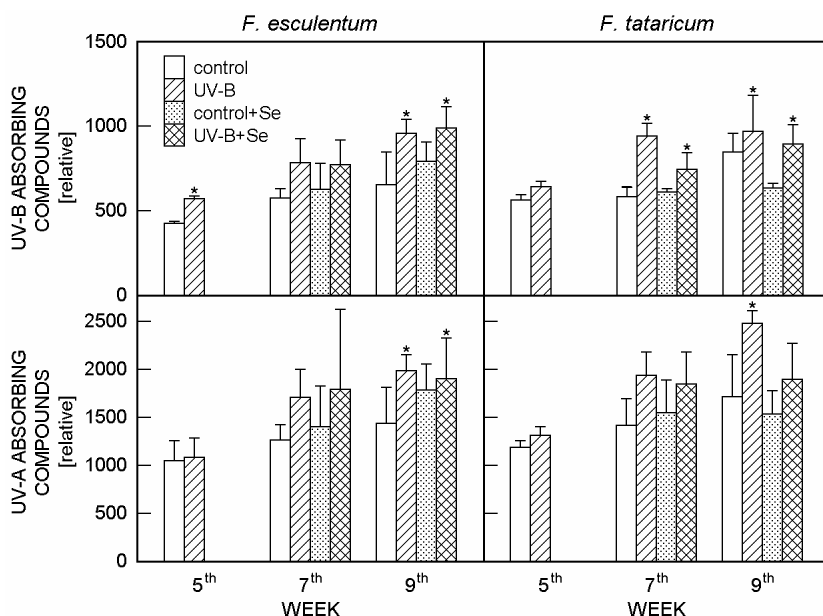 F. esculentum
F. tataricum
1500
1000
500
0
UV-B ABSORBING
COMPOUNDS
[relative]
control
UV-B
control+Se
UV-B+Se
*
*
*
*
*
*
*
2500
2000
1500
1000
500
0
UV-A ABSORBING
COMPOUNDS
[relative]
*
*
*
5th
7th
9th
5th
7th
9th
WEEK
WEEK